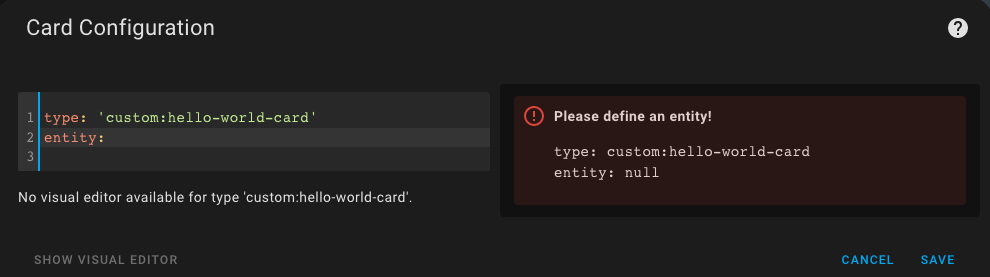 Card Configuration
?
1 type: 'custom:hello-world-card'
2 entity:
3
No visual editor available for type 'custom:hello-world-card'.
! Please define an entity!
type: custom:hello-world-card
entity: null
SHOW VISUAL EDITOR
CANCEL SAVE